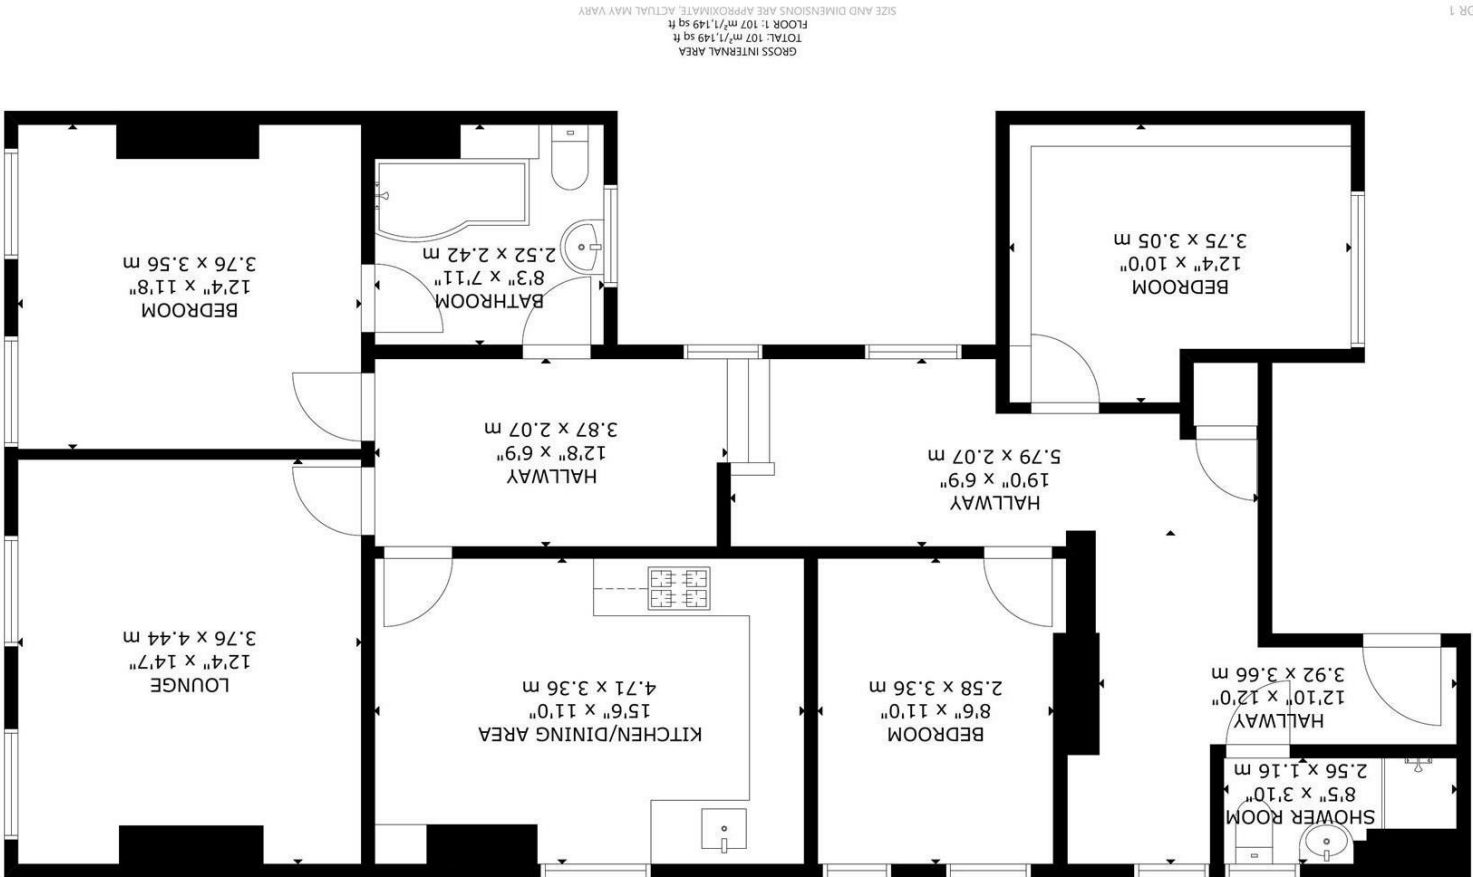 SHOWER ROOM
8'5" x 3'10"
2.56 x 1.16 m
HALLWAY
12'10" x 12'0"
3.92 x 3.66 m
BEDROOM
8'6" x 11'0"
2.58 x 3.36 m
KITCHEN/DINING AREA
15'6" x 11'0"
4.71 x 3.36 m
LOUNGE
12'4" x 14'7"
3.76 x 4.44 m
HALLWAY
19'0" x 6'9"
5.79 x 2.07 m
HALLWAY
12'8" x 6'9"
3.87 x 2.07 m
BEDROOM
12'4" x 10'0"
3.75 x 3.05 m
BATHROOM
8'3" x 7'11"
2.52 x 2.42 m
BEDROOM
12'4" x 11'8"
3.76 x 3.56 m
GROSS INTERNAL AREA
TOTAL: 107 m²/1,149 sq ft
FLOOR 1: 107 m²/1,149 sq ft
SIZE AND DIMENSIONS ARE APPROXIMATE, ACTUAL MAY VARY
OR 1